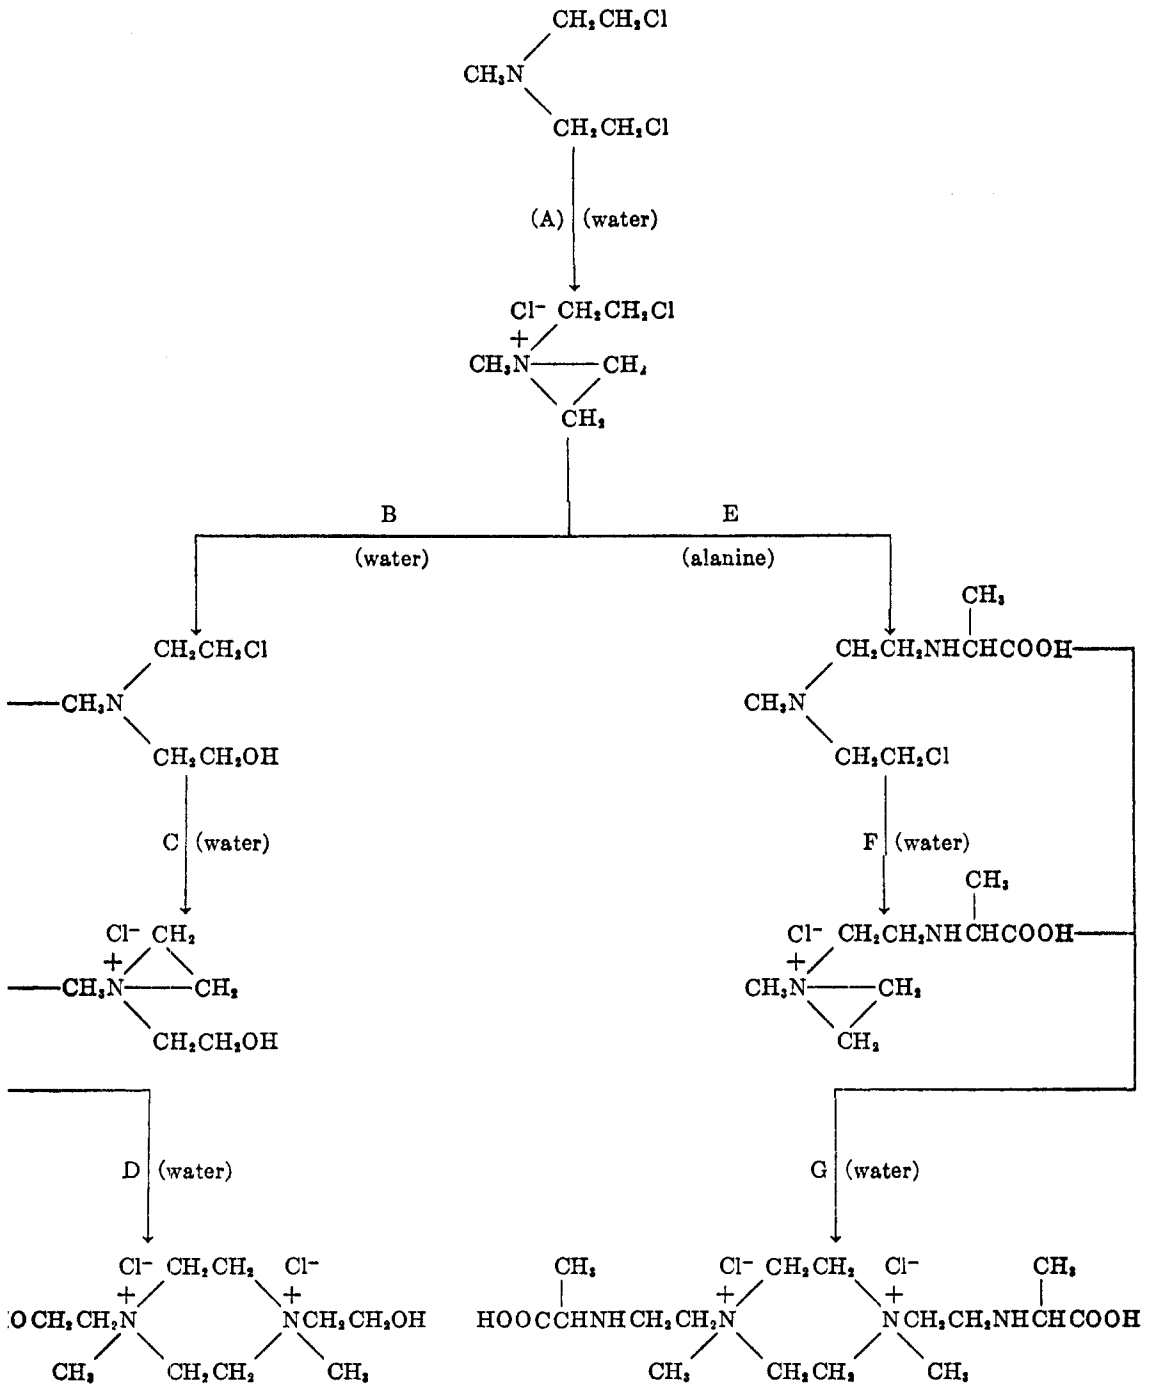 CH₂CH₂Cl
CH₃N
CH₂CH₂Cl
(A) (water)
Cl⁻ CH₂CH₂Cl
+
CH₃N CH₂
CH₂
B E
(water) (alanine)
CH₃
CH₂CH₂Cl CH₂CH₂NHCHCOOH
CH₃N CH₃N
CH₂CH₂OH CH₂CH₂Cl
C (water) F (water)
CH₃
Cl⁻ CH₂ Cl⁻ CH₂CH₂NHCHCOOH
+ +
CH₃N CH₂ CH₃N CH₂
CH₂CH₂OH CH₂
D (water) G (water)
Cl⁻ CH₂CH₂ Cl⁻ CH₃ Cl⁻ CH₂CH₂ Cl⁻ CH₃
+ + + +
OCH₂CH₂N NCH₂CH₂OH HOOCCHNHCH₂CH₂N NCH₂CH₂NHCHCOOH
CH₃ CH₂CH₂ CH₃ CH₃ CH₂CH₂ CH₃